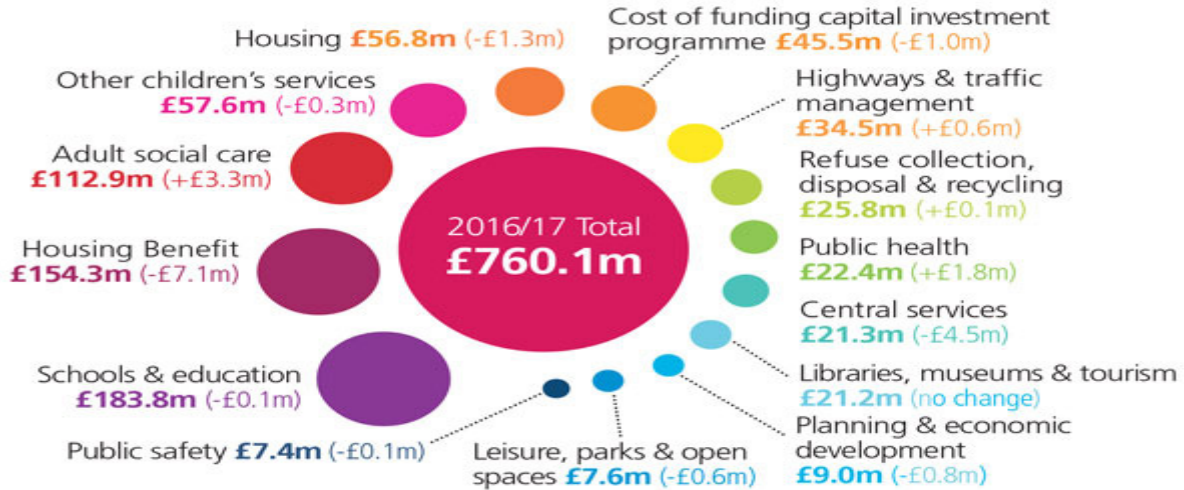 Housing £56.8m (-£1.3m)
Cost of funding capital investment
programme £45.5m (-£1.0m)
Other children's services
£57.6m (-£0.3m)
Highways & traffic
management
£34.5m (+£0.6m)
Adult social care
£112.9m (+£3.3m)
Refuse collection,
disposal & recycling
£25.8m (+£0.1m)
2016/17 Total
£760.1m
Housing Benefit
£154.3m (-£7.1m)
Public health
£22.4m (+£1.8m)
Central services
£21.3m (-£4.5m)
Schools & education
£183.8m (-£0.1m)
Libraries, museums & tourism
£21.2m (no change)
Planning & economic
development
£9.0m (-£0.8m)
Public safety £7.4m (-£0.1m)
Leisure, parks & open
spaces £7.6m (-£0.6m)